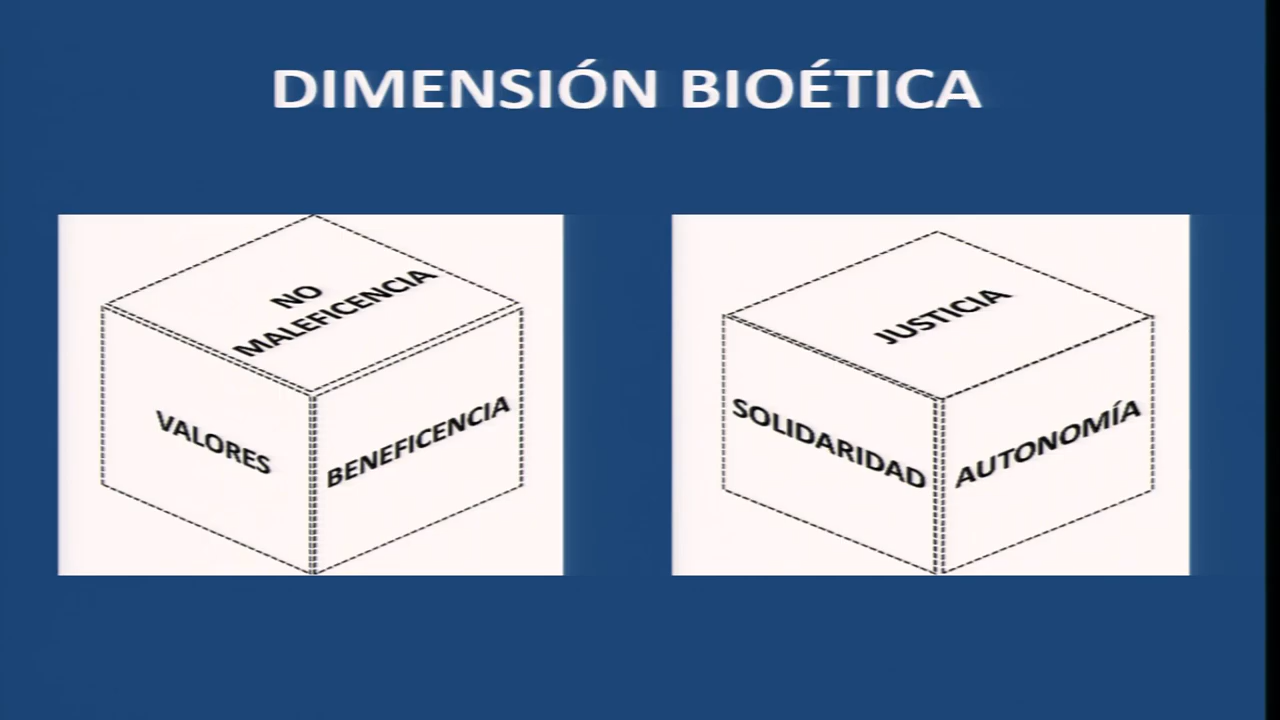 DIMENSIÓN BIOÉTICA
NO
MALEFICENCIA
VALORES
BENEFICENCIA
JUSTICIA
SOLIDARIDAD
AUTONOMÍA